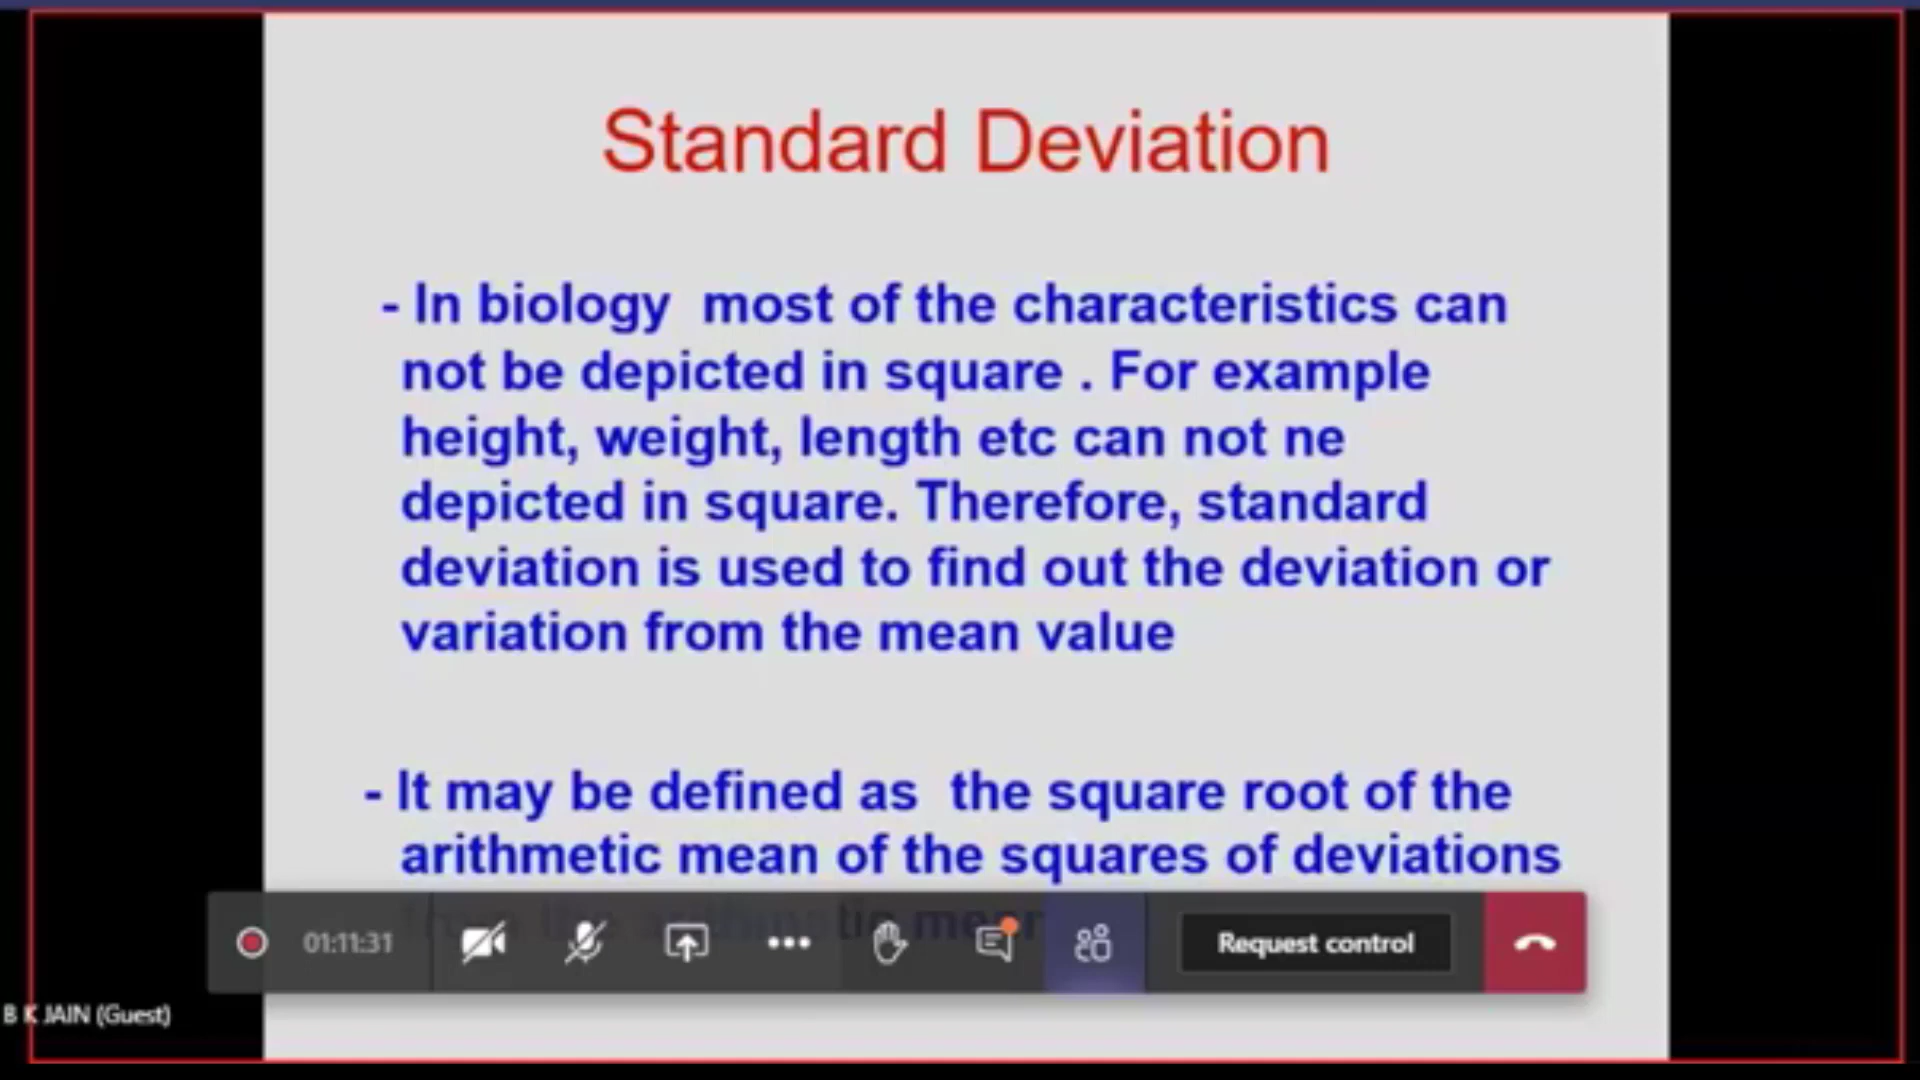 Standard Deviation
- In biology most of the characteristics can
not be depicted in square . For example
height, weight, length etc can not ne
depicted in square. Therefore, standard
deviation is used to find out the deviation or
variation from the mean value
- It may be defined as the square root of the
arithmetic mean of the squares of deviations
01:11:31
Request control
B K JAIN (Guest)